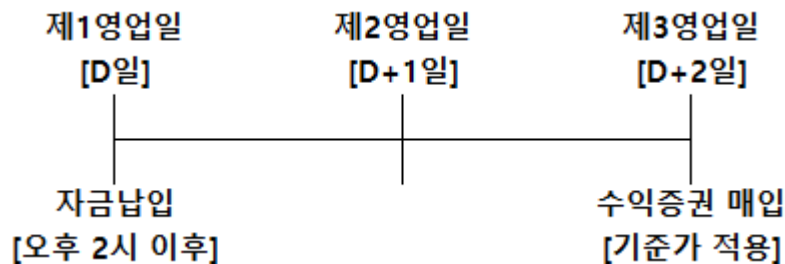 제1영업일
[D일]
제2영업일
[D+1일]
제3영업일
[D+2일]
자금납입
[오후 2시 이후]
수익증권 매입
[기준가 적용]